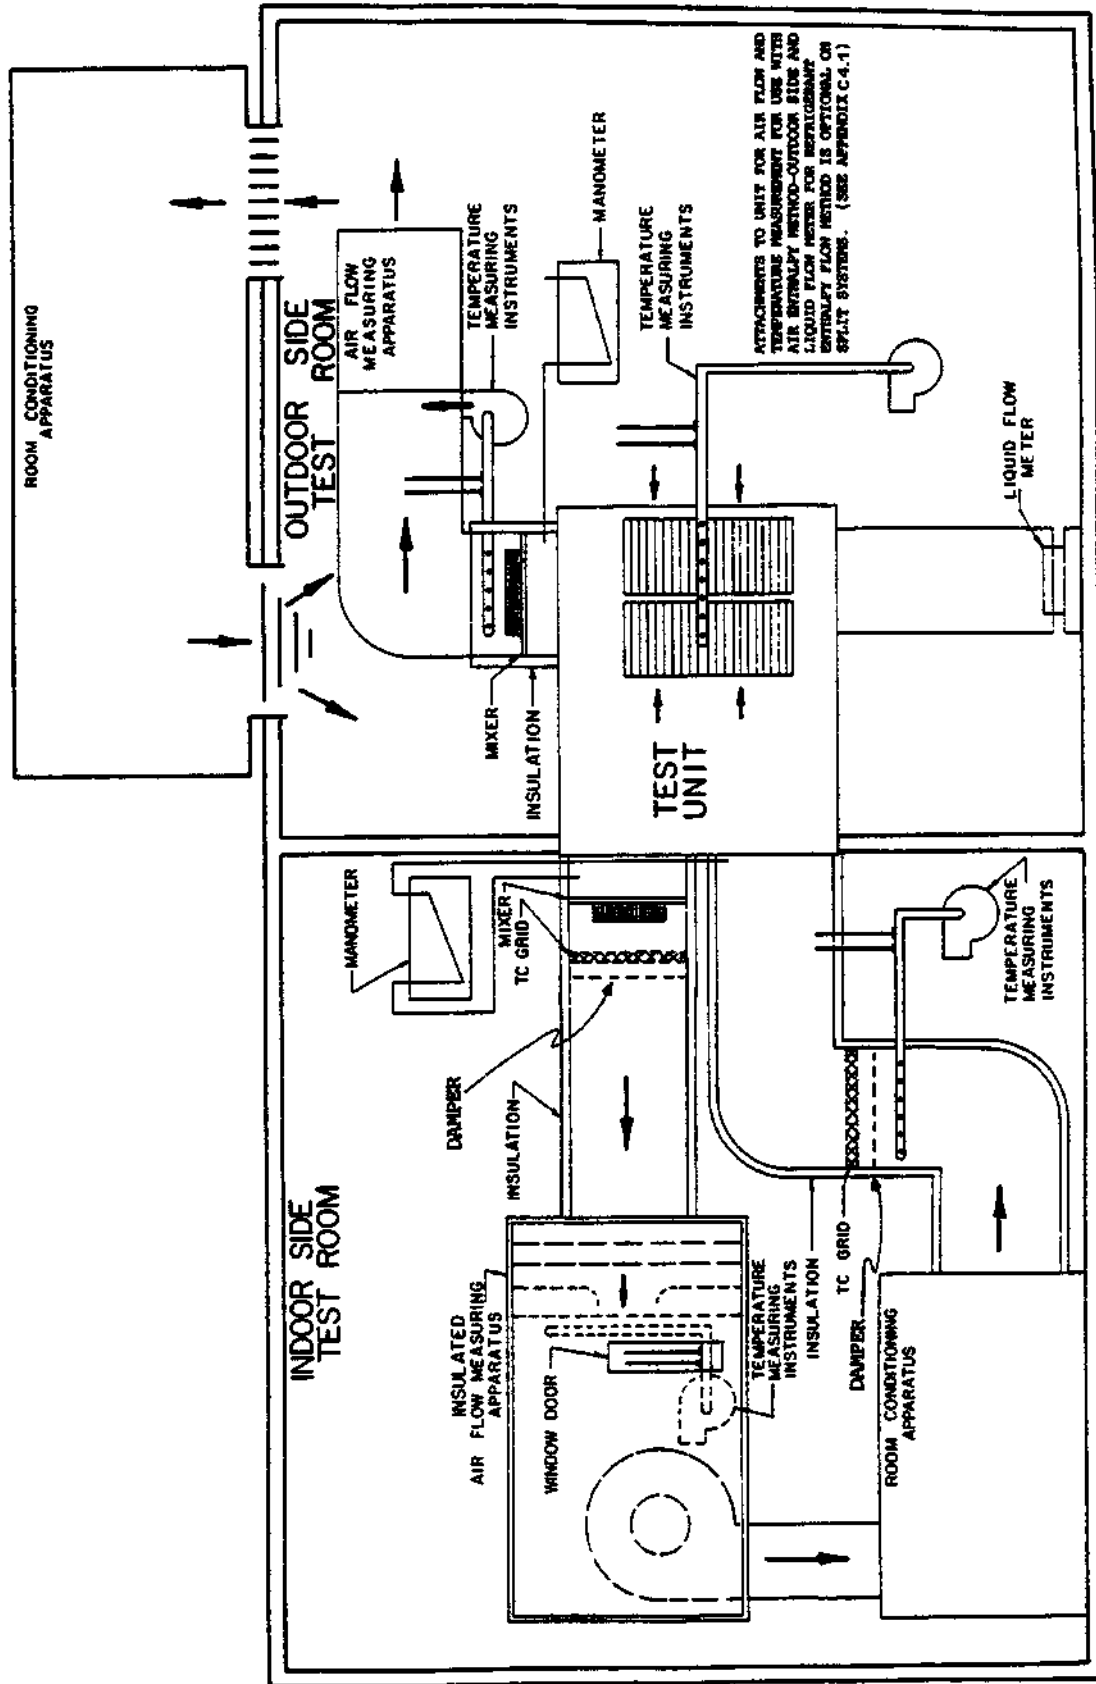 ROOM CONDITIONING
APPARATUS
OUTDOOR SIDE
TEST ROOM
AIR FLOW
MEASURING
APPARATUS
TEMPERATURE
MEASURING
INSTRUMENTS
MANOMETER
TEMPERATURE
MEASURING
INSTRUMENTS
ATTACHMENTS TO UNIT FOR AIR FLOW AND
TEMPERATURE MEASUREMENT FOR USE WITH
AIR ENTHALPY METHOD-OUTDOOR SIDE AND
LIQUID FLOW METER FOR REFRIGERANT
ENTHALPY FLOW METHOD IS OPTIONAL ON
SPLIT SYSTEMS. (SEE APPENDIX C4.1)
LIQUID FLOW
METER
MIXER
INSULATION
TEST
UNIT
INDOOR SIDE
TEST ROOM
MANOMETER
MIXER
TC GRID
DAMPER
INSULATION
INSULATED
AIR FLOW MEASURING
APPARATUS
WINDOW DOOR
TEMPERATURE
MEASURING
INSTRUMENTS
INSULATION
TC GRID
DAMPER
ROOM CONDITIONING
APPARATUS
TEMPERATURE
MEASURING
INSTRUMENTS